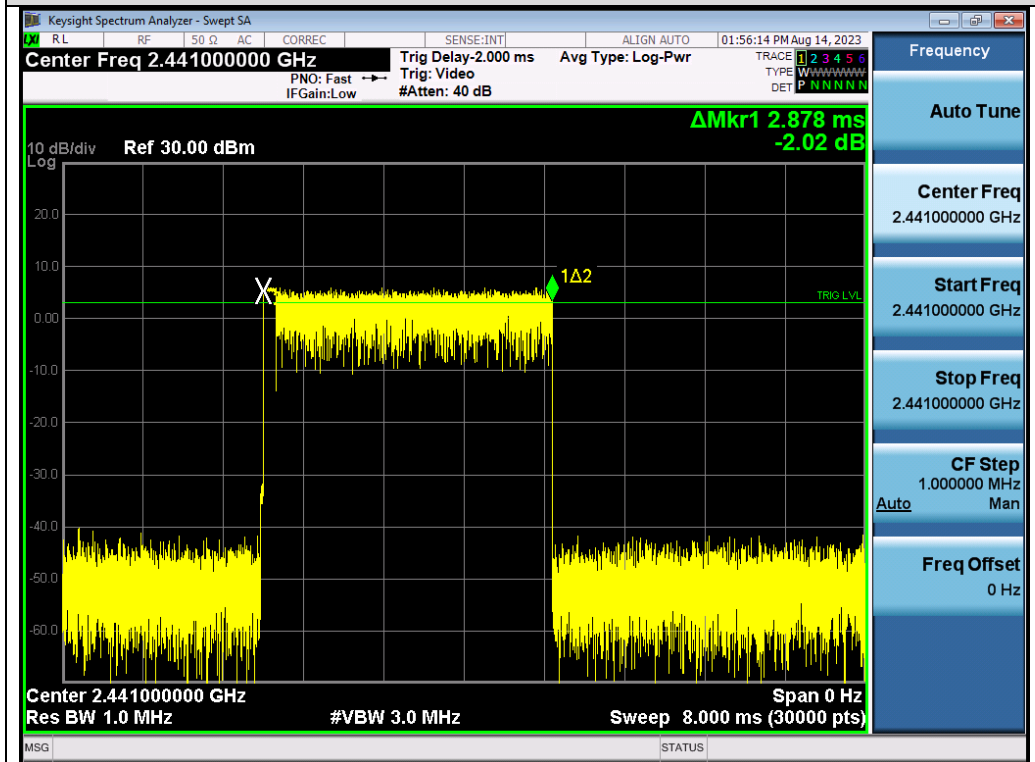 Keysight Spectrum Analyzer - Swept SA
LXI RL RF 50 Ω AC CORREC SENSE:INT ALIGN AUTO 01:56:14 PM Aug 14, 2023
Center Freq 2.441000000 GHz Trig Delay-2.000 ms Avg Type: Log-Pwr TRACE 1 2 3 4 5 6
PNO: Fast Trig: Video TYPE WWWWWW
IFGain:Low #Atten: 40 dB DET P N N N N N
Frequency
ΔMkr1 2.878 ms
-2.02 dB
10 dB/div Ref 30.00 dBm
Log
20.0
10.0
0.00
-10.0
-20.0
-30.0
-40.0
-50.0
-60.0
X
1Δ2
TRIG LVL
Center 2.441000000 GHz Span 0 Hz
Res BW 1.0 MHz #VBW 3.0 MHz Sweep 8.000 ms (30000 pts)
MSG STATUS
Auto Tune
Center Freq
2.441000000 GHz
Start Freq
2.441000000 GHz
Stop Freq
2.441000000 GHz
CF Step
1.000000 MHz
Auto Man
Freq Offset
0 Hz